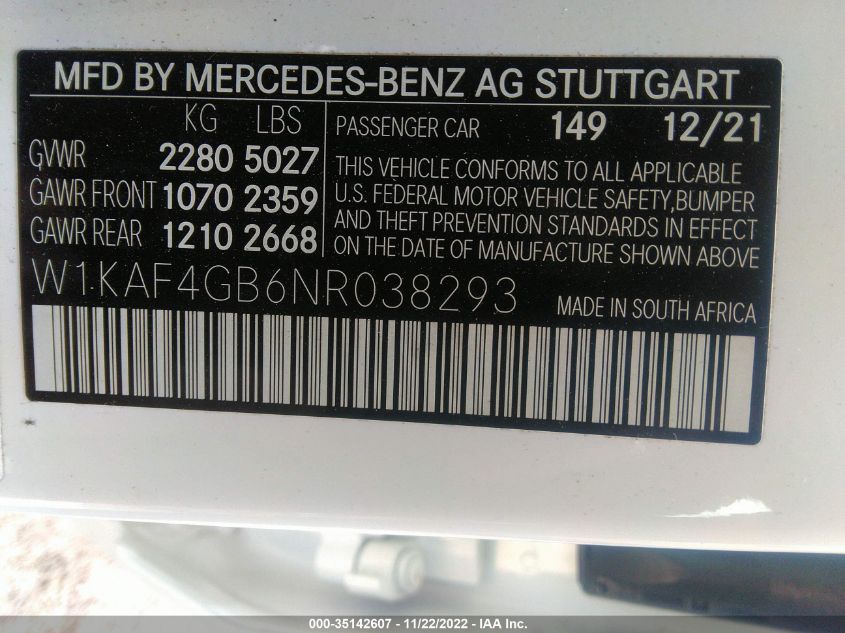 MFD BY MERCEDES-BENZ AG STUTTGART
KG LBS
GVWR 2280 5027
GAWR FRONT 1070 2359
GAWR REAR 1210 2668
PASSENGER CAR 149 12/21
THIS VEHICLE CONFORMS TO ALL APPLICABLE
U.S. FEDERAL MOTOR VEHICLE SAFETY,BUMPER
AND THEFT PREVENTION STANDARDS IN EFFECT
ON THE DATE OF MANUFACTURE SHOWN ABOVE
W1KAF4GB6NR038293
MADE IN SOUTH AFRICA
000-35142607 - 11/22/2022 - IAA Inc.